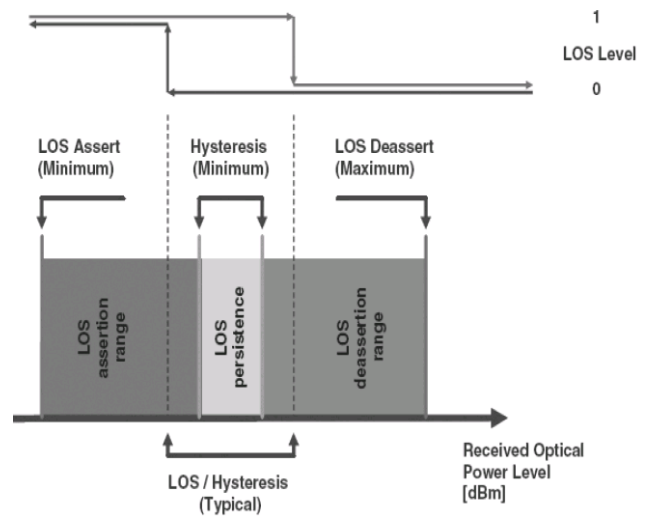 1
LOS Level
0
LOS Assert
(Minimum)
Hysteresis
(Minimum)
LOS Deassert
(Maximum)
LOS
assertion
range
LOS
persistence
LOS
deassertion
range
LOS / Hysteresis
(Typical)
Received Optical
Power Level
[dBm]